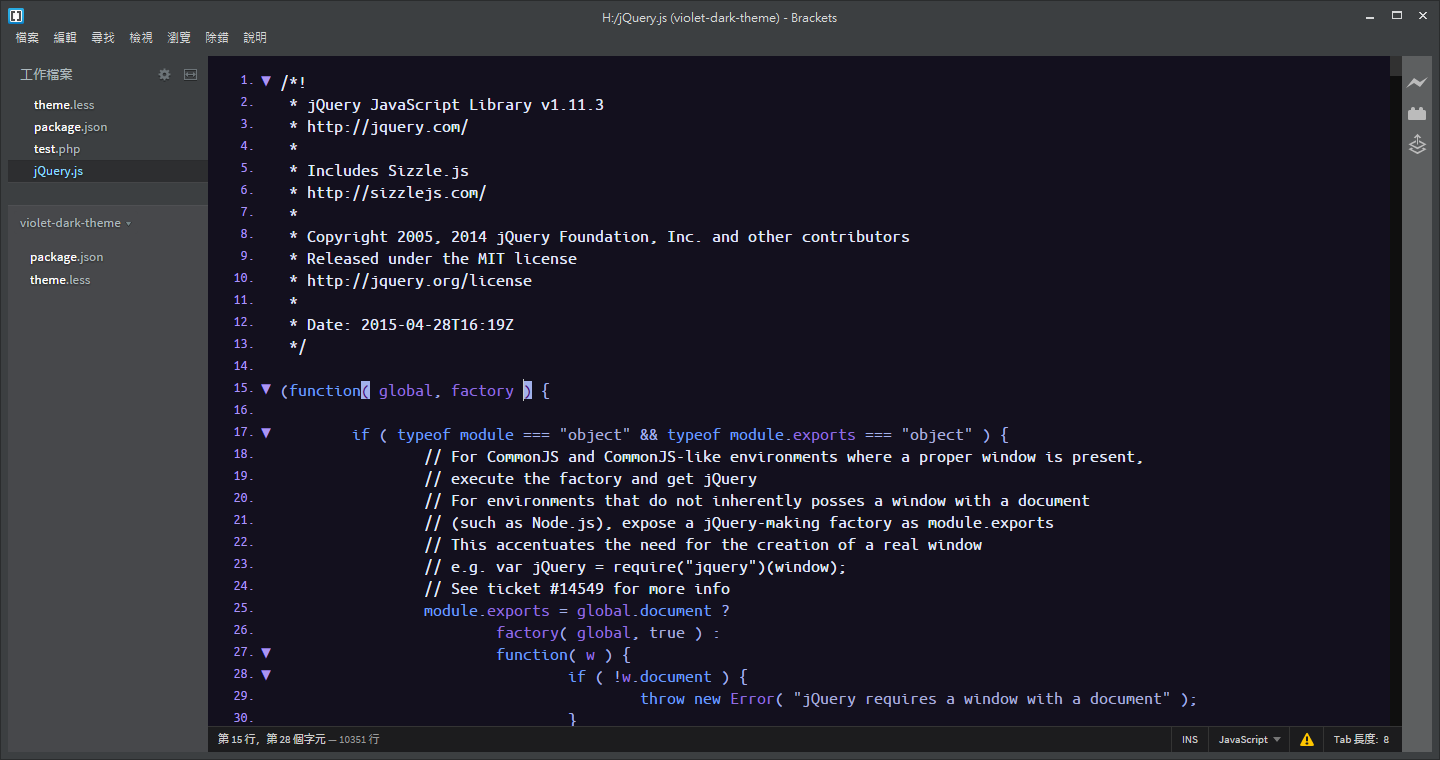 H:/jQuery.js (violet-dark-theme) - Brackets
檔案 編輯 尋找 檢視 瀏覽 除錯 說明
工作檔案
theme.less
package.json
test.php
jQuery.js
violet-dark-theme
package.json
theme.less
1. /*!
2. * jQuery JavaScript Library v1.11.3
3. * http://jquery.com/
4. *
5. * Includes Sizzle.js
6. * http://sizzlejs.com/
7. *
8. * Copyright 2005, 2014 jQuery Foundation, Inc. and other contributors
9. * Released under the MIT license
10. * http://jquery.org/license
11. *
12. * Date: 2015-04-28T16:19Z
13. */
14.
15. (function( global, factory ) {
16.
17. if ( typeof module === "object" && typeof module.exports === "object" ) {
18. // For CommonJS and CommonJS-like environments where a proper window is present,
19. // execute the factory and get jQuery
20. // For environments that do not inherently posses a window with a document
21. // (such as Node.js), expose a jQuery-making factory as module.exports
22. // This accentuates the need for the creation of a real window
23. // e.g. var jQuery = require("jquery")(window);
24. // See ticket #14549 for more info
25. module.exports = global.document ?
26. factory( global, true ) :
27. function( w ) {
28. if ( !w.document ) {
29. throw new Error( "jQuery requires a window with a document" );
30. }
第 15 行，第 28 個字元 — 10351 行
INS JavaScript Tab 長度: 8